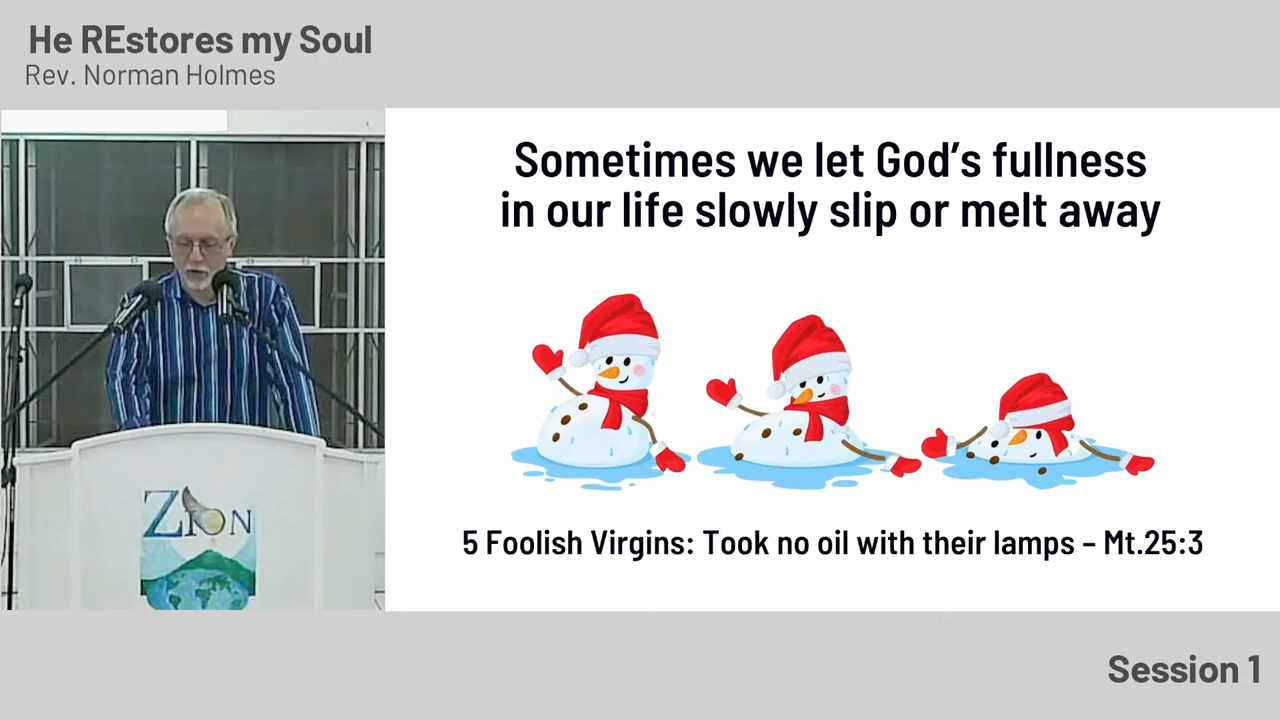 He REstores my Soul
Rev. Norman Holmes
Sometimes we let God’s fullness
in our life slowly slip or melt away
5 Foolish Virgins: Took no oil with their lamps – Mt.25:3
ZION
Session 1